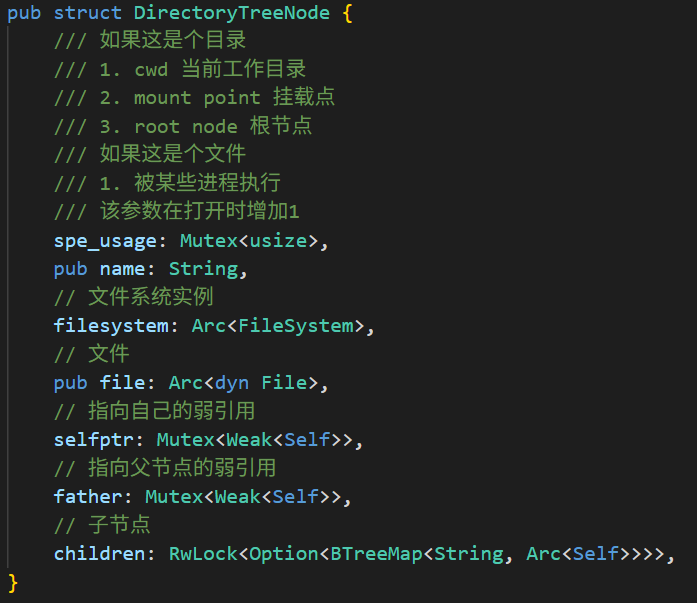 pub struct DirectoryTreeNode {
/// 如果这是个目录
/// 1. cwd 当前工作目录
/// 2. mount point 挂载点
/// 3. root node 根节点
/// 如果这是个文件
/// 1. 被某些进程执行
/// 该参数在打开时增加1
spe_usage: Mutex<usize>,
pub name: String,
// 文件系统实例
filesystem: Arc<FileSystem>,
// 文件
pub file: Arc<dyn File>,
// 指向自己的弱引用
selfptr: Mutex<Weak<Self>>,
// 指向父节点的弱引用
father: Mutex<Weak<Self>>,
// 子节点
children: RwLock<Option<BTreeMap<String, Arc<Self>>>>,
}